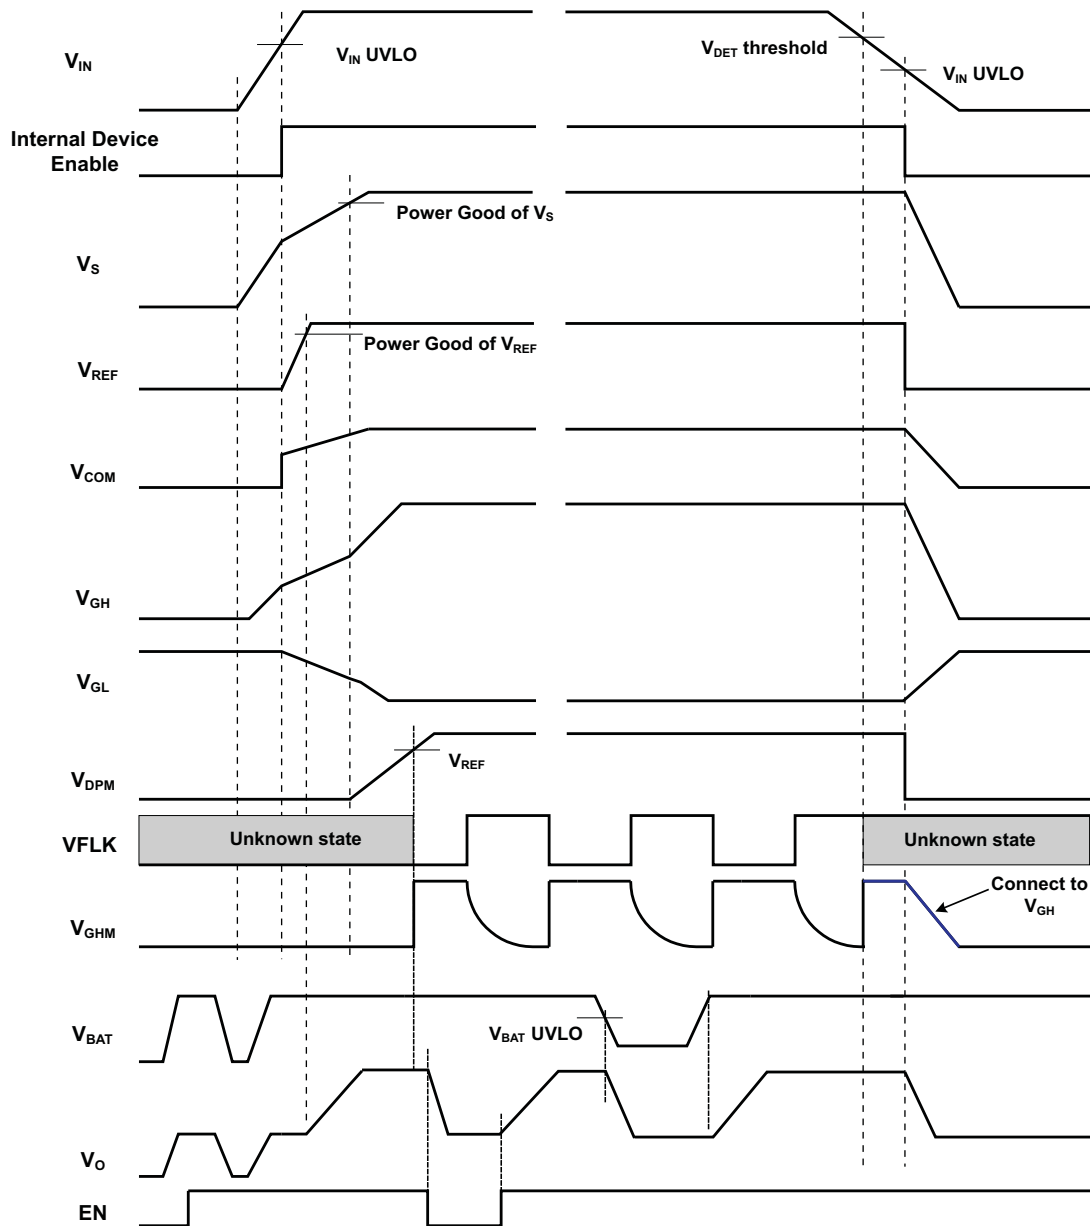 V_IN
V_IN UVLO
V_DET threshold
V_IN UVLO
Internal Device
Enable
Power Good of V_S
V_S
Power Good of V_REF
V_REF
V_COM
V_GH
V_GL
V_REF
V_DPM
VFLK
Unknown state
Unknown state
Connect to
V_GH
V_GHM
V_BAT
V_BAT UVLO
V_O
EN